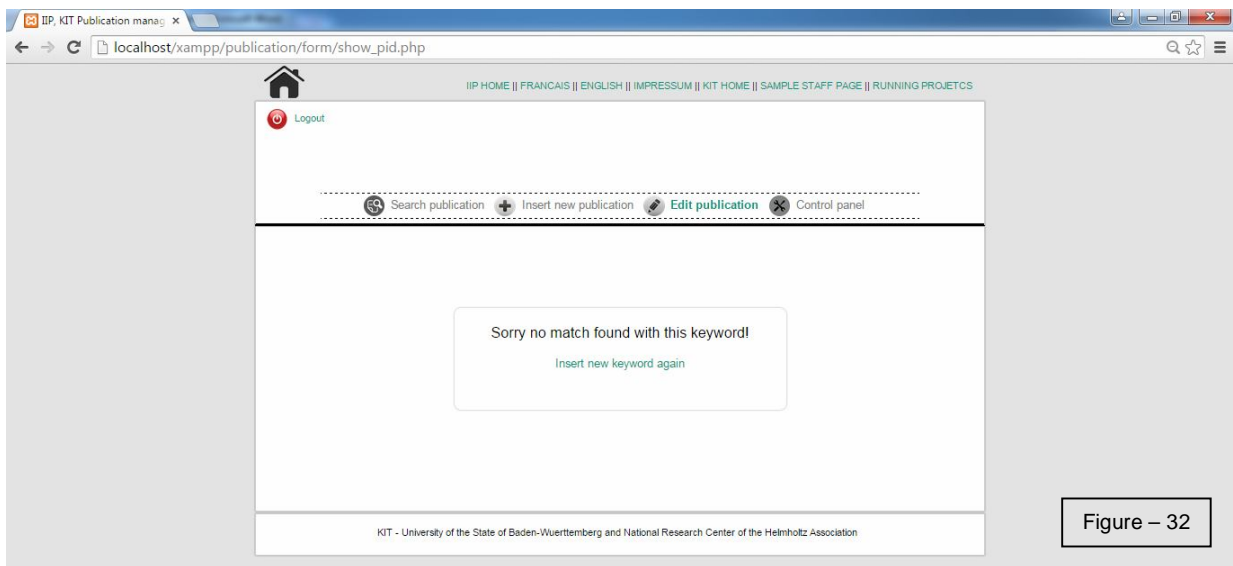 IIP, KIT Publication manag
localhost/xampp/publication/form/show_pid.php
IIP HOME || FRANCAIS || ENGLISH || IMPRESSUM || KIT HOME || SAMPLE STAFF PAGE || RUNNING PROJETCS
Logout
Search publication Insert new publication Edit publication Control panel
Sorry no match found with this keyword!
Insert new keyword again
KIT - University of the State of Baden-Wuerttemberg and National Research Center of the Helmholtz Association
Figure – 32